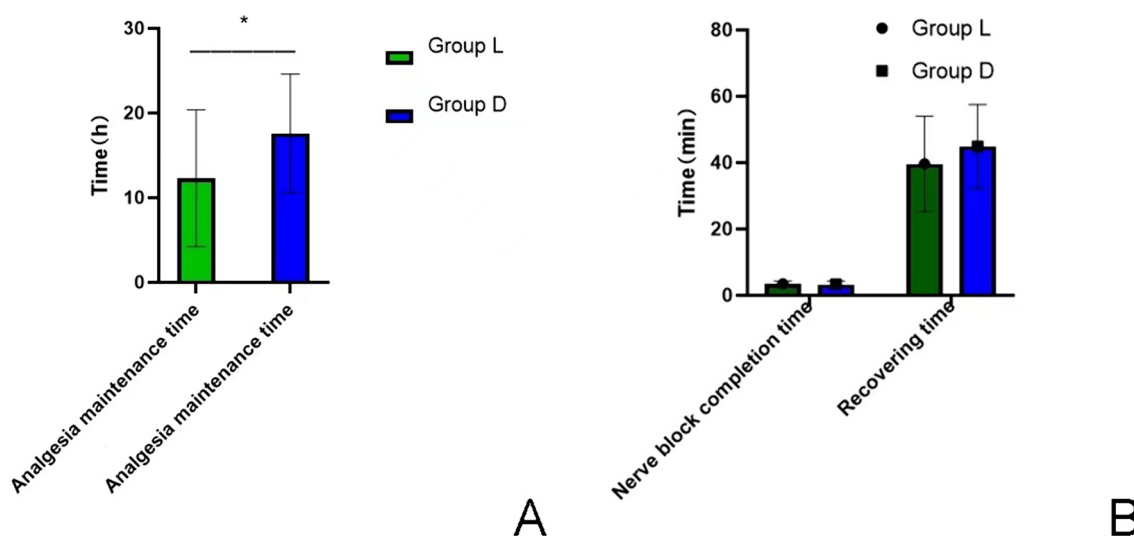 30
20
10
0
Time(h)
*
Group L
Group D
Analgesia maintenance time
Analgesia maintenance time
A
80
60
40
20
0
Time(min)
Group L
Group D
Nerve block completion time
Recovering time
B